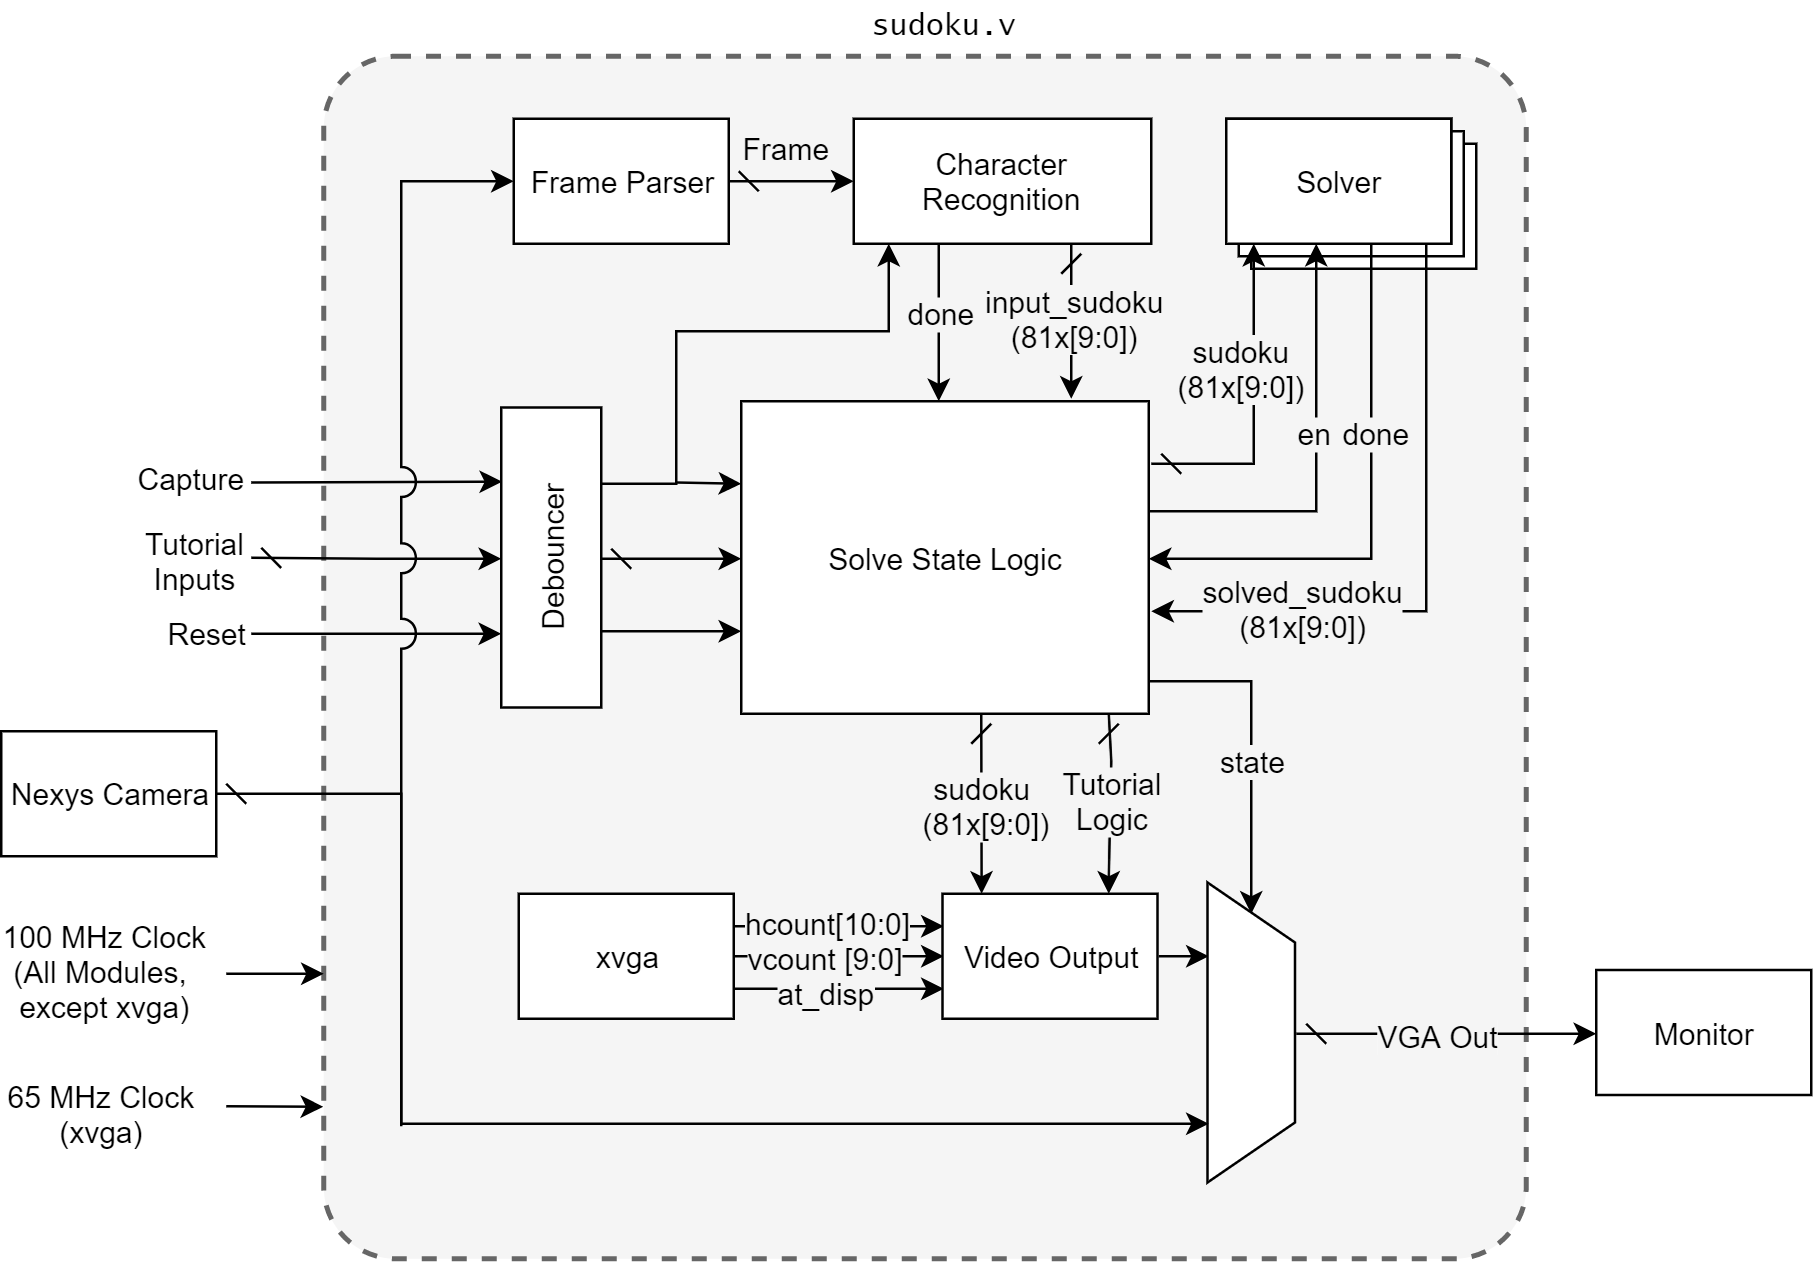 sudoku.v
Frame Parser
Frame
Character
Recognition
Solver
done
input_sudoku
(81x[9:0])
sudoku
(81x[9:0])
en
done
Capture
Tutorial
Inputs
Reset
Debouncer
Solve State Logic
solved_sudoku
(81x[9:0])
Nexys Camera
sudoku
(81x[9:0])
Tutorial
Logic
state
100 MHz Clock
(All Modules,
except xvga)
65 MHz Clock
(xvga)
xvga
hcount[10:0]
vcount [9:0]
at_disp
Video Output
VGA Out
Monitor